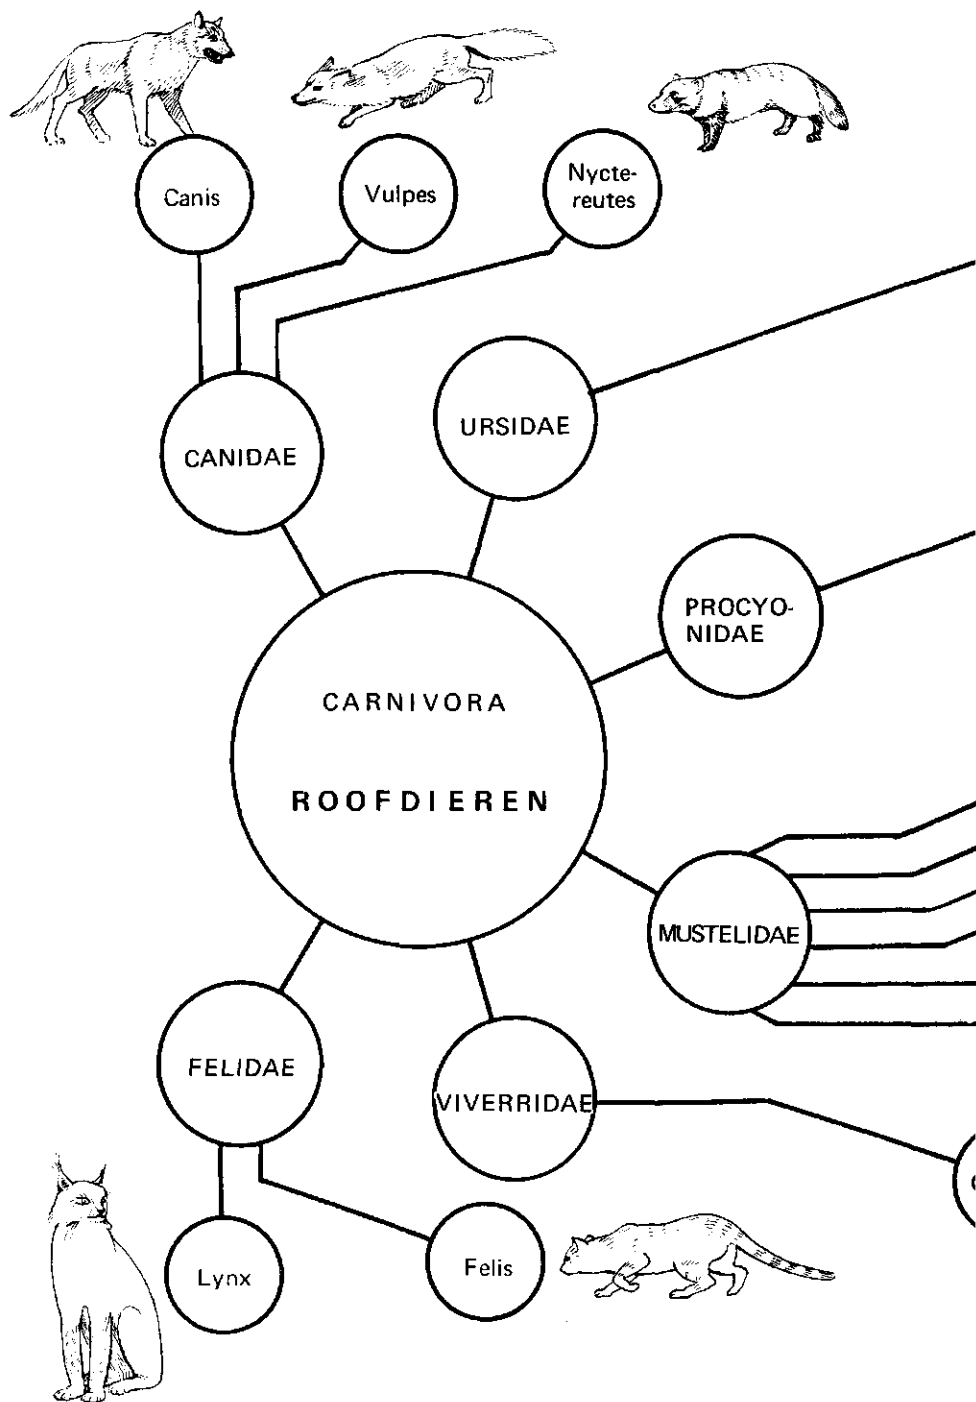 Canis
Vulpes
Nycte-
reutes
CANIDAE
URSIDAE
PROCYO-
NIDAE
CARNIVORA
ROOFDIEREN
MUSTELIDAE
FELIDAE
VIVERRIDAE
Lynx
Felis